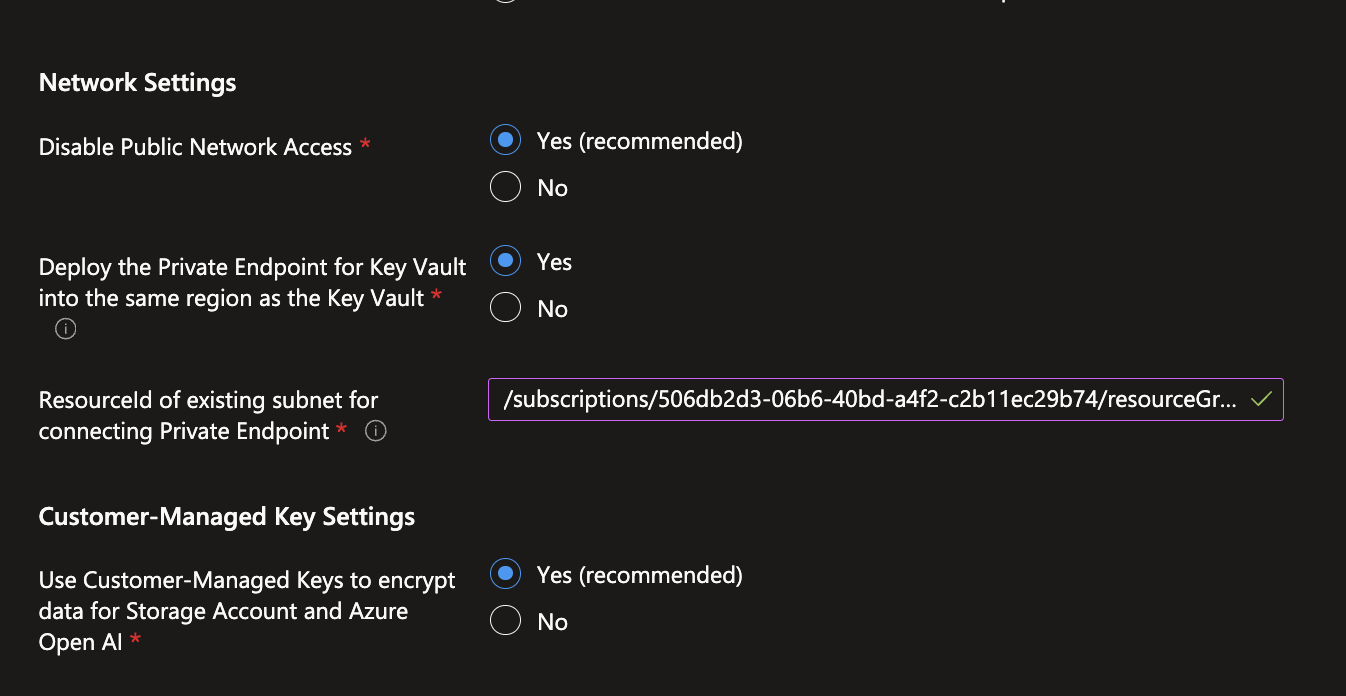 Network Settings
Disable Public Network Access *
Yes (recommended)
No
Deploy the Private Endpoint for Key Vault
into the same region as the Key Vault *
Yes
No
ResourceId of existing subnet for
connecting Private Endpoint *
/subscriptions/506db2d3-06b6-40bd-a4f2-c2b11ec29b74/resourceGr...
Customer-Managed Key Settings
Use Customer-Managed Keys to encrypt
data for Storage Account and Azure
Open AI *
Yes (recommended)
No